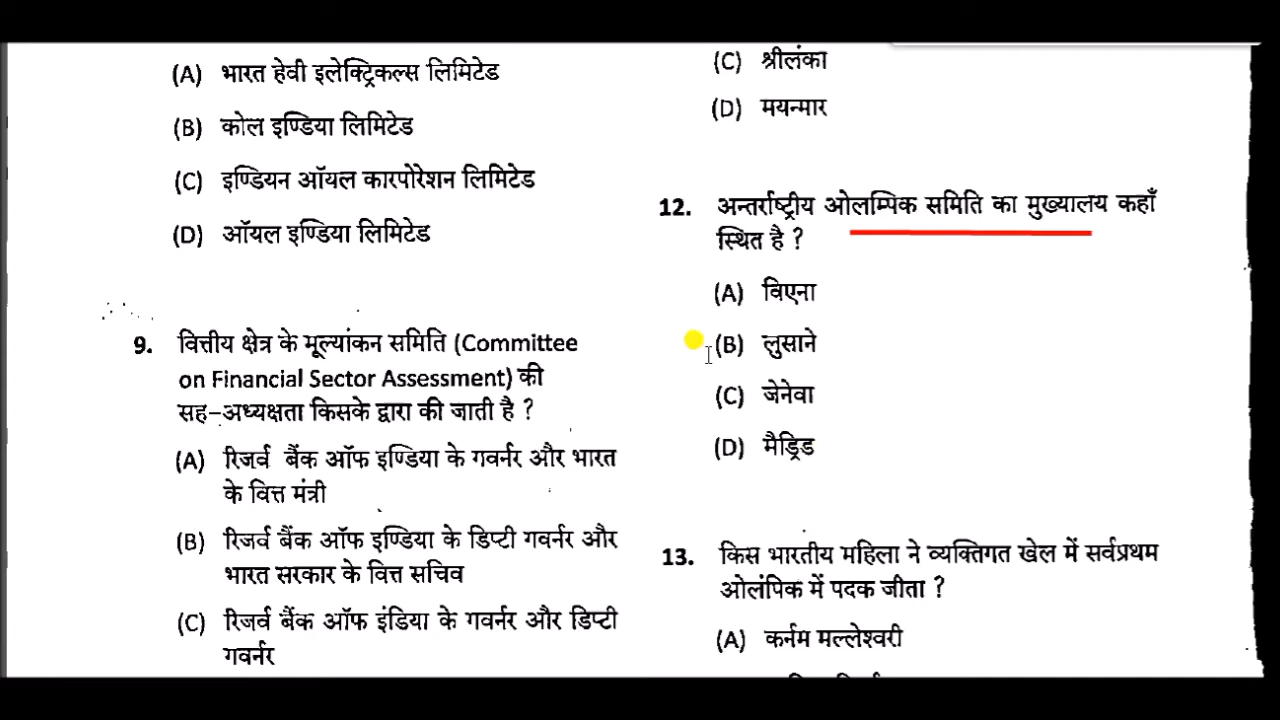 (A) भारत हेवी इलेक्ट्रिकल्स लिमिटेड
(B) कोल इण्डिया लिमिटेड
(C) इण्डियन ऑयल कारपोरेशन लिमिटेड
(D) ऑयल इण्डिया लिमिटेड
9. वित्तीय क्षेत्र के मूल्यांकन समिति (Committee
on Financial Sector Assessment) की
सह-अध्यक्षता किसके द्वारा की जाती है ?
(A) रिजर्व बैंक ऑफ इण्डिया के गवर्नर और भारत
के वित्त मंत्री
(B) रिजर्व बैंक ऑफ इण्डिया के डिप्टी गवर्नर और
भारत सरकार के वित्त सचिव
(C) रिजर्व बैंक ऑफ इंडिया के गवर्नर और डिप्टी
गवर्नर
(C) श्रीलंका
(D) मयन्मार
12. अन्तर्राष्ट्रीय ओलम्पिक समिति का मुख्यालय कहाँ
स्थित है ?
(A) विएना
(B) लुसाने
(C) जेनेवा
(D) मैड्रिड
13. किस भारतीय महिला ने व्यक्तिगत खेल में सर्वप्रथम
ओलंपिक में पदक जीता ?
(A) कर्नम मल्लेश्वरी